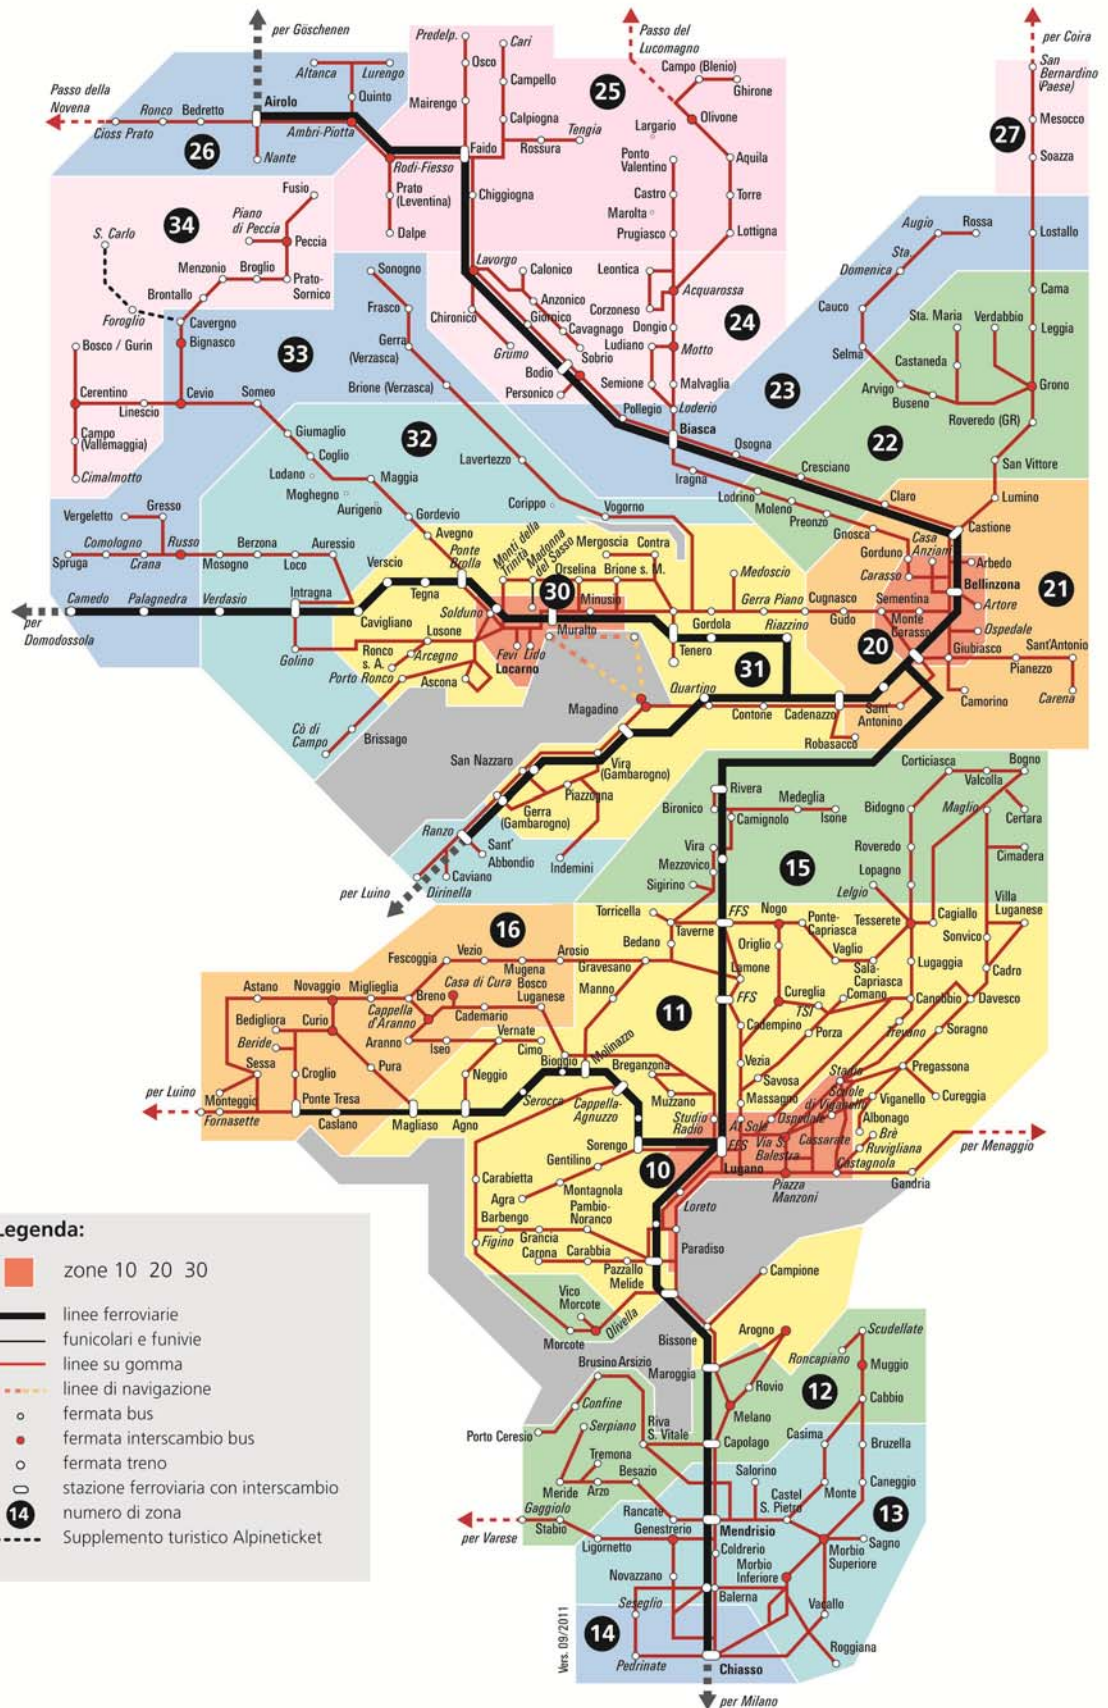 per Göschenen
Predelp.
Cari
Passo del
Lucomagno
per Coira
San
Bernardino
(Paese)
Altanca
Lurengo
Osco
Campo (Blenio)
Ghirone
Passo della
Novena
Ronco
Bedretto
Airolo
Quinto
Campello
25
Mairengo
Calpiogna
Olivone
Mesocco
27
Cioss Prato
Ambri-Piotta
Tengia
Largario
26
Nante
Rodi-Fiesso
Faido
Rossura
Ponto
Valentino
Aquila
Soazza
Fusio
Prato
(Leventina)
Chiggiogna
Castro
Torre
34
Piano
di Peccia
Marolta
Augio
Rossa
S. Carlo
Peccia
Dalpe
Prugiasco
Lottigna
Lostallo
Menzonio
Broglio
Prato-
Sornico
Sonogno
Lavorgo
Calonico
Leontica
Sta.
Domenica
Brontallo
Acquarossa
Cama
Foroglio
Frasco
Anzonico
Corzoneso
Cauco
Sta. Maria
Verdabbio
Cavergno
Chironico
Giornico
24
Dongio
Leggia
Bosco / Gurin
Bignasco
33
Gerra
(Verzasca)
Cavagnago
Ludiano
Motto
Selma
Castaneda
Grumo
Sobrio
Brione (Verzasca)
Bodio
23
Cerentino
Cevio
Someo
Personico
Semione
Malvaglia
Arvigo
Grono
Linescio
Buseno
Pollegio
Loderio
Roveredo (GR)
Campo
(Vallemaggia)
Giumaglio
32
Biasca
Osogna
22
Coglio
Lavertezzo
Cimalmotto
Lodano
Maggia
Iragna
Cresciano
San Vittore
Moghegno
Aurigeno
Corippo
Lodrino
Claro
Gresso
Gordevio
Vogorno
Moleno
Lumino
Vergeletto
Avegno
Preonzo
Castione
Comologno
Russo
Berzona
Auressio
Verscio
Ponte
Brolla
Monti della
Trinità
Madonna
del Sasso
Mergoscia
Contra
Gnosca
Casa
Anziani
Spruga
Crana
Mosogno
Loco
Orselina
Brione s. M.
Medoscio
Gorduno
Arbedo
Intragna
Tegna
30
Carasso
Bellinzona
Camedo
Palagnedra
Verdasio
Solduno
Minusio
Gerra Piano
Cugnasco
Sementina
21
per
Domodossola
Cavigliano
Muralto
Gordola
Riazzino
Gudo
Monte
Carasso
Artore
Losone
Ospedale
Golino
Ronco
s. A.
Arcegno
Fevi
Lido
Locarno
Tenero
20
Giubiasco
Sant'Antonio
Porto Ronco
Ascona
31
Pianezzo
Quartino
Camorino
Carena
Magadino
Contone
Cadenazzo
Sant'
Antonino
Cò di
Campo
Brissago
Robasacco
San Nazzaro
Vira
(Gambarogno)
Corticiasca
Bogno
Rivera
Valcolla
Piazzogna
Bironico
Medeglia
Bidogno
Maglio
Gerra
(Gambarogno)
Camignolo
Isone
Certara
Ranzo
Vira
Roveredo
Sant'
Abbondio
Indemini
Mezzovico
15
Lopagno
Cimadera
Caviano
Sigirino
Lelgio
per Luino
Dirinella
Villa
Luganese
Torricella
FFS
Nogo
Ponte-
Capriasca
Tesserete
Cagiallo
16
Taverne
Sonvico
Vezio
Arosio
Bedano
Origlio
Vaglio
Fescoggia
Mugena
Gravesano
Lamone
Sala-
Capriasca
Lugaggia
Cadro
Novaggio
Miglieglia
Casa di Cura
Bosco
Luganese
Manno
Astano
Breno
FFS
Cureglia
Comano
Canobbio
Davesco
Cappella
d'Aranno
TSI
Bedigliora
Curio
Cademario
11
Cadempino
Porza
Trevano
Soragno
Beride
Aranno
Vernate
Iseo
Cimo
Molinazzo
Sessa
Pura
Bioggio
Breganzona
Vezia
Stadio
Pregassona
Croglio
Neggio
Savosa
Scuole
di Viganello
per Luino
Monteggio
Ponte Tresa
Serocca
Cappella-
Agnuzzo
Muzzano
Massagno
Viganello
Cureggia
Fornasette
Caslano
Magliaso
Agno
Studio
Radio
Al Sole
Ospedale
Albonago
Sorengo
FFS
Via S.
Balestra
Cassarate
Brè
per Menaggio
Gentilino
10
Lugano
Ruvigliana
Castagnola
Carabietta
Montagnola
Piazza
Manzoni
Gandria
Agra
Loreto
Barbengo
Pambio-
Noranco
Legenda:
Figino
Grancia
Paradiso
zone 10 20 30
Carona
Carabbia
Pazzallo
Campione
Melide
linee ferroviarie
Vico
Morcote
funicolari e funivie
Olivella
Arogno
Scudellate
linee su gomma
Morcote
Bissone
Roncapiano
linee di navigazione
Brusino Arsizio
Maroggia
Muggio
fermata bus
Confine
Rovio
12
Cabbio
fermata interscambio bus
Serpiano
Riva
S. Vitale
Melano
fermata treno
Porto Ceresio
Capolago
Casima
Bruzella
Tremona
stazione ferroviaria con interscambio
Besazio
Salorino
14
numero di zona
Meride
Arzo
Castel
S. Pietro
Monte
Caneggio
Supplemento turistico Alpineticket
Gaggiolo
Rancate
13
per Varese
Stabio
Genestrerio
Mendrisio
Sagno
Ligornetto
Coldrerio
Morbio
Superiore
Novazzano
Morbio
Inferiore
Balerna
Seseglio
Vacallo
Vers. 09/2011
14
Pedrinate
Chiasso
Roggiana
per Milano